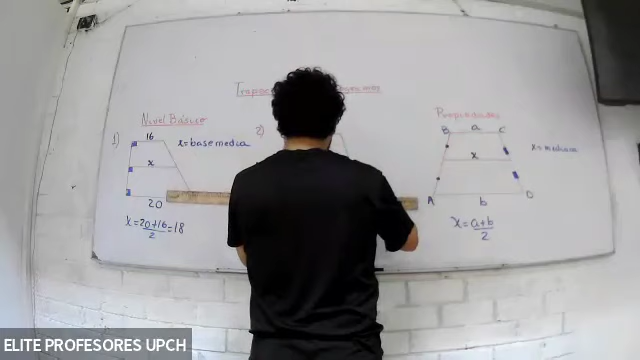 Nivel Básico
1)
16
x
20
x = base media
x = 20+16 / 2 = 18
2)
Propiedades
B a C
x
A b D
x = mediana
x = a+b / 2
ELITE PROFESORES UPCH